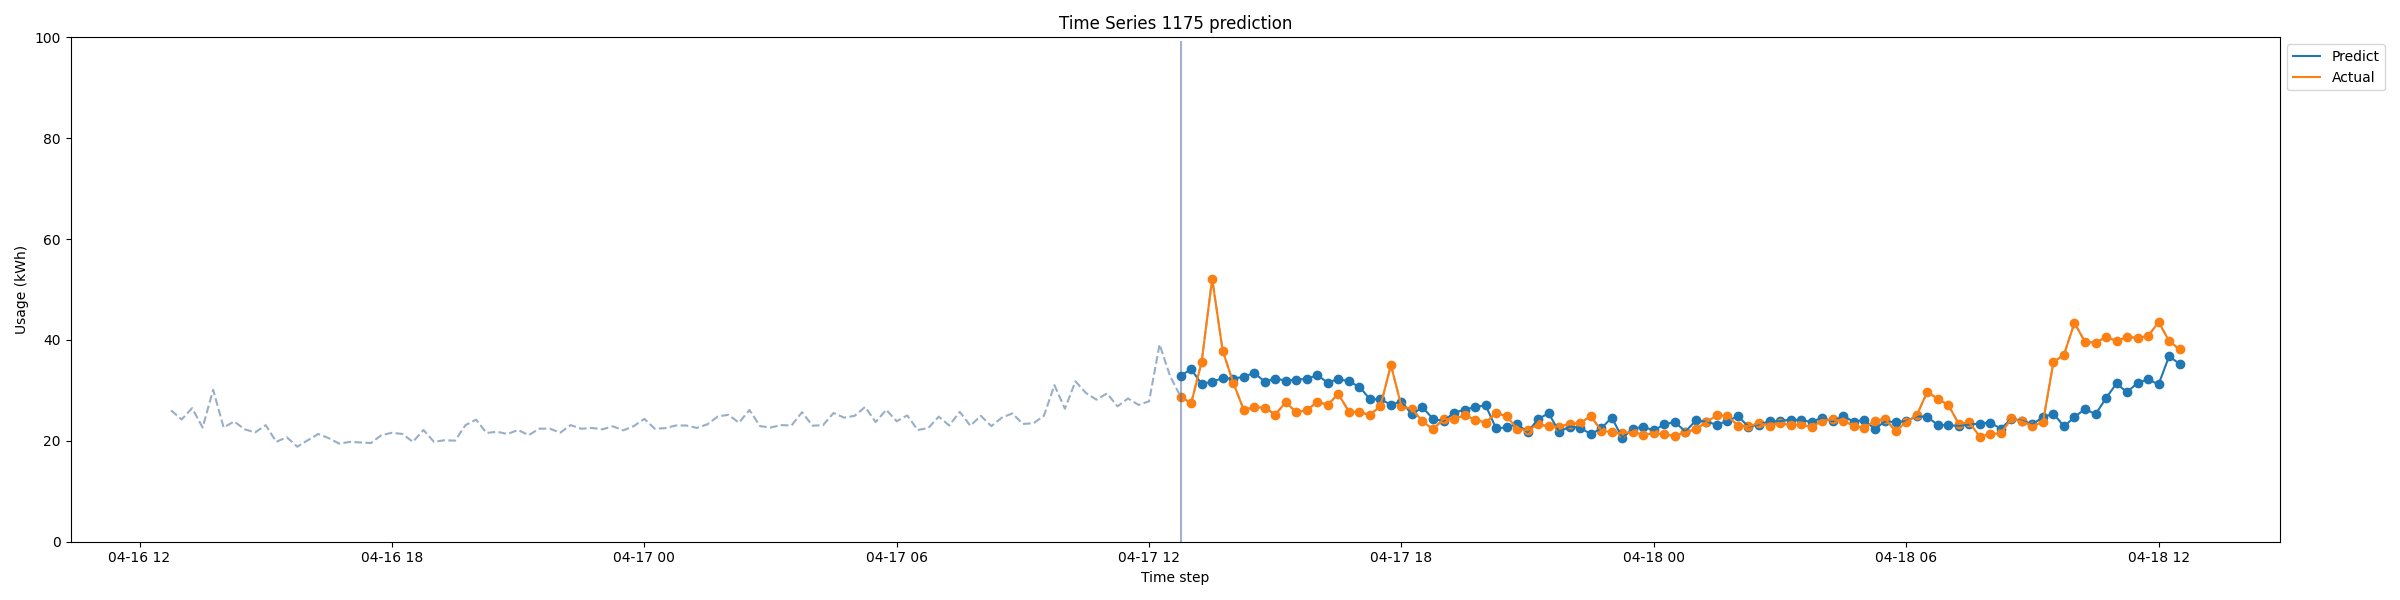 Time Series 1175 prediction
Predict
Actual
100
80
60
40
20
0
Usage (kWh)
04-16 12 04-16 18 04-17 00 04-17 06 04-17 12 04-17 18 04-18 00 04-18 06 04-18 12
Time step